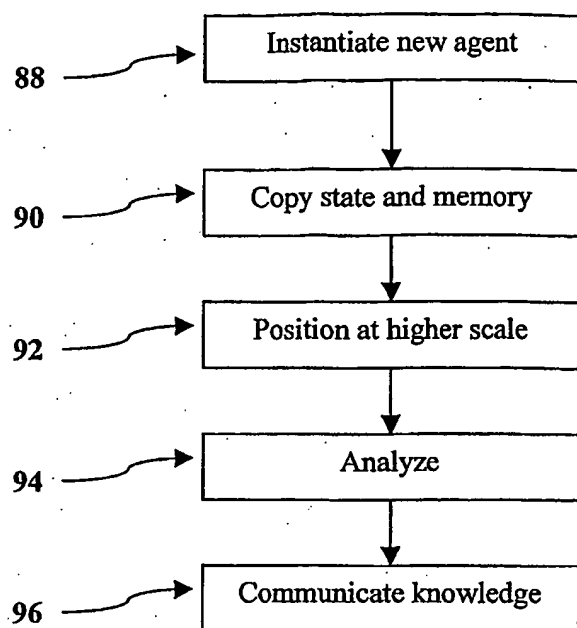 88 Instantiate new agent
90 Copy state and memory
92 Position at higher scale
94 Analyze
96 Communicate knowledge